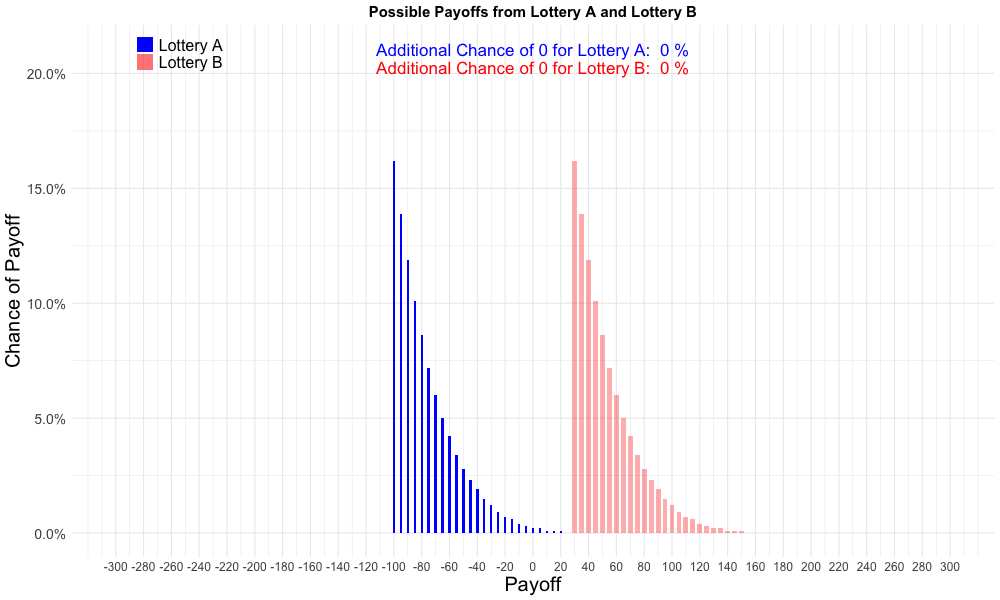 Possible Payoffs from Lottery A and Lottery B
Lottery A
Lottery B
Additional Chance of 0 for Lottery A:  0 %
Additional Chance of 0 for Lottery B:  0 %
Chance of Payoff
20.0%
15.0%
10.0%
5.0%
0.0%
-300 -280 -260 -240 -220 -200 -180 -160 -140 -120 -100 -80 -60 -40 -20 0 20 40 60 80 100 120 140 160 180 200 220 240 260 280 300
Payoff